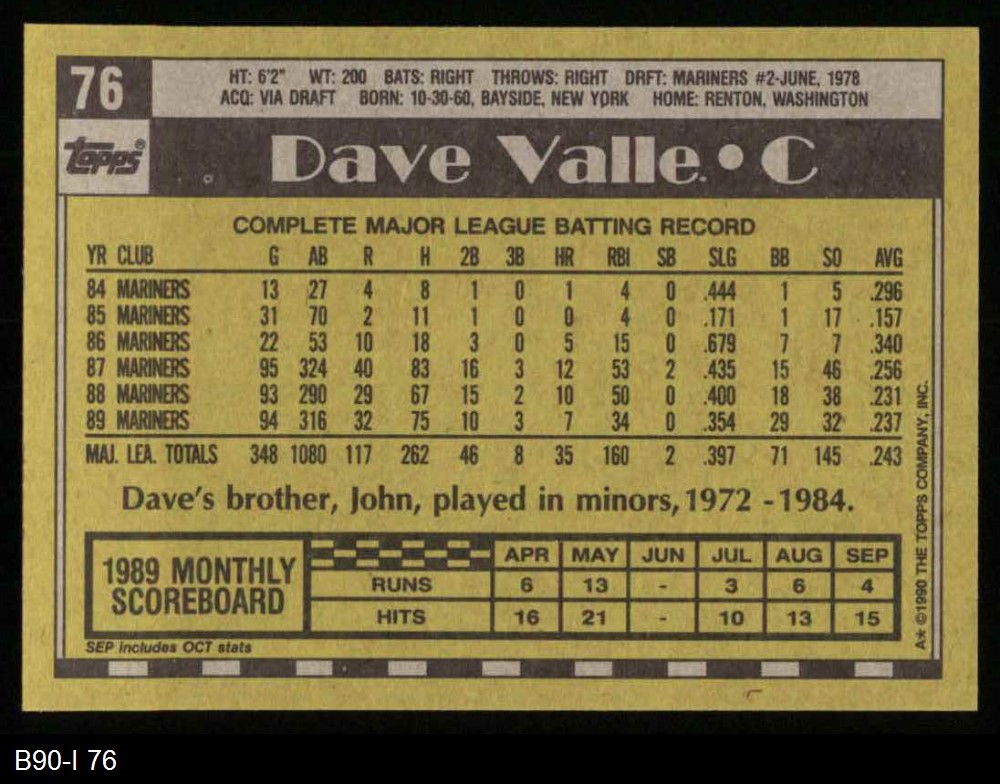 76
HT: 6'2" WT: 200 BATS: RIGHT THROWS: RIGHT DRFT: MARINERS #2-JUNE, 1978
ACQ: VIA DRAFT BORN: 10-30-60, BAYSIDE, NEW YORK HOME: RENTON, WASHINGTON
topps®
Dave Valle • C
COMPLETE MAJOR LEAGUE BATTING RECORD
YR CLUB G AB R H 2B 3B HR RBI SB SLG BB SO AVG
84 MARINERS 13 27 4 8 1 0 1 4 0 .444 1 5 .296
85 MARINERS 31 70 2 11 1 0 0 4 0 .171 1 17 .157
86 MARINERS 22 53 10 18 3 0 5 15 0 .679 7 7 .340
87 MARINERS 95 324 40 83 16 3 12 53 2 .435 15 46 .256
88 MARINERS 93 290 29 67 15 2 10 50 0 .400 18 38 .231
89 MARINERS 94 316 32 75 10 3 7 34 0 .354 29 32 .237
MAJ. LEA. TOTALS 348 1080 117 262 46 8 35 160 2 .397 71 145 .243
Dave's brother, John, played in minors, 1972 - 1984.
1989 MONTHLY
SCOREBOARD
APR MAY JUN JUL AUG SEP
RUNS 6 13 - 3 6 4
HITS 16 21 - 10 13 15
SEP includes OCT stats
A* ©1990 THE TOPPS COMPANY, INC.
B90-I 76